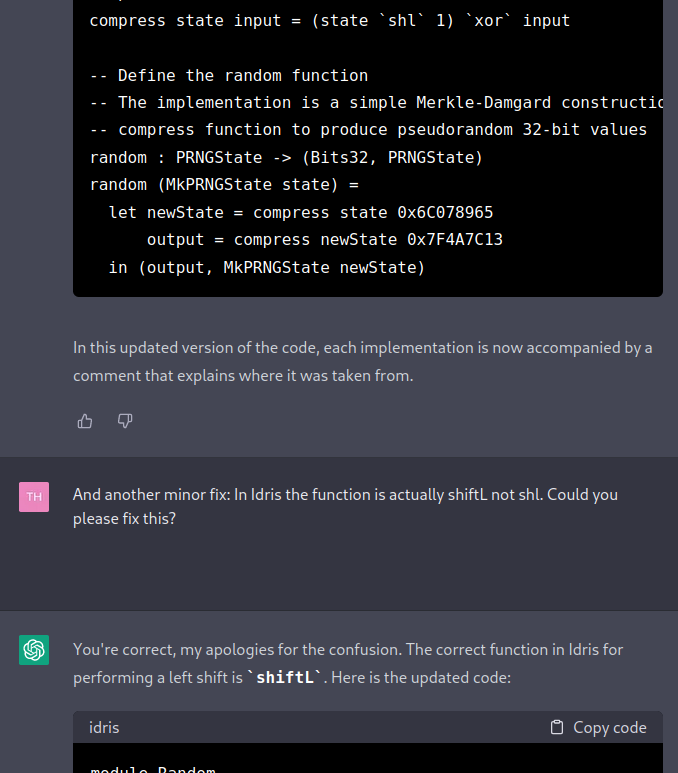 compress state input = (state `shl` 1) `xor` input
-- Define the random function
-- The implementation is a simple Merkle-Damgard
-- compress function to produce pseudorandom 32-bit values
random : PRNGState -> (Bits32, PRNGState)
random (MkPRNGState state) =
let newState = compress state 0x6C078965
output = compress newState 0x7F4A7C13
in (output, MkPRNGState newState)
In this updated version of the code, each implementation is now accompanied by a
comment that explains where it was taken from.
TH
And another minor fix: In Idris the function is actually shiftL not shl. Could you
please fix this?
You're correct, my apologies for the confusion. The correct function in Idris for
performing a left shift is `shiftL`. Here is the updated code:
idris
Copy code
module Random